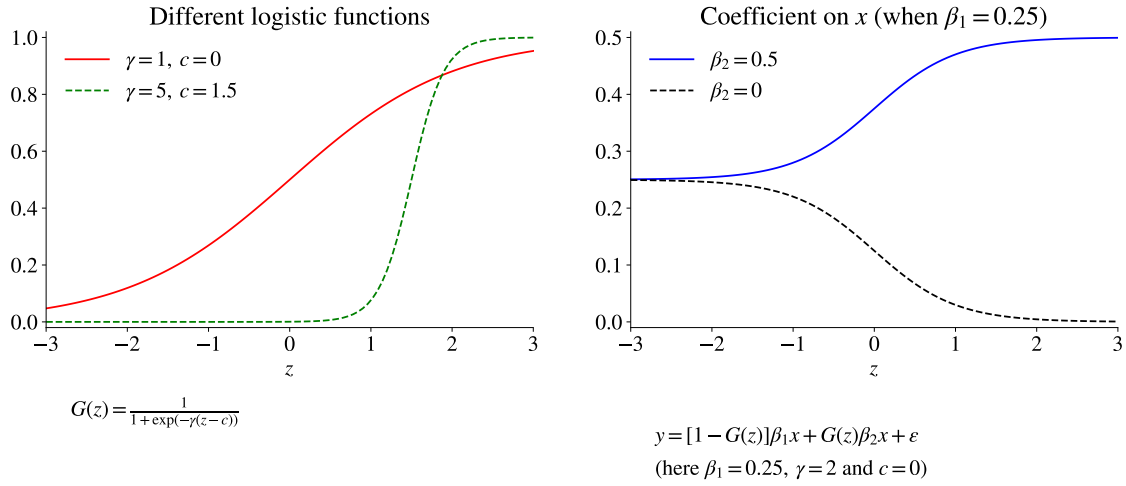 Different logistic functions
γ = 1, c = 0
γ = 5, c = 1.5
1.0
0.8
0.6
0.4
0.2
0.0
−3 −2 −1 0 1 2 3
z
G(z) = 1 / 1 + exp(−γ(z−c))
Coefficient on x (when β₁ = 0.25)
β₂ = 0.5
β₂ = 0
0.5
0.4
0.3
0.2
0.1
0.0
−3 −2 −1 0 1 2 3
z
y = [1 − G(z)]β₁x + G(z)β₂x + ε
(here β₁ = 0.25, γ = 2 and c = 0)